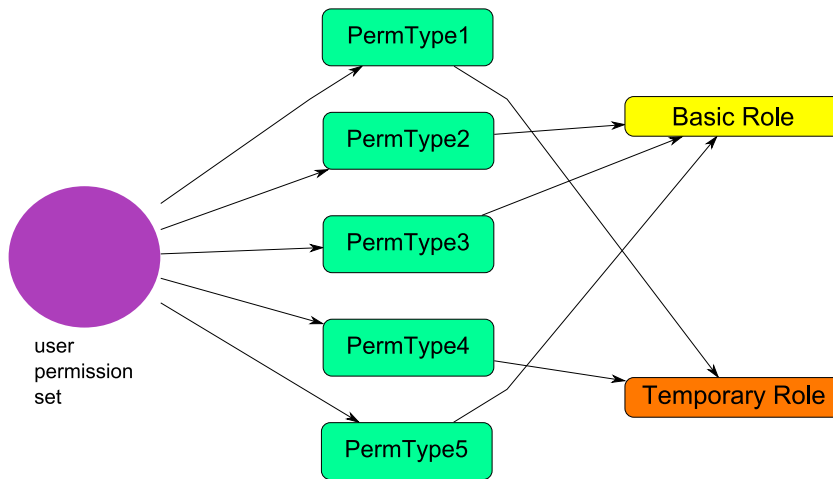 PermType1
PermType2
PermType3
PermType4
PermType5
Basic Role
Temporary Role
user
permission
set